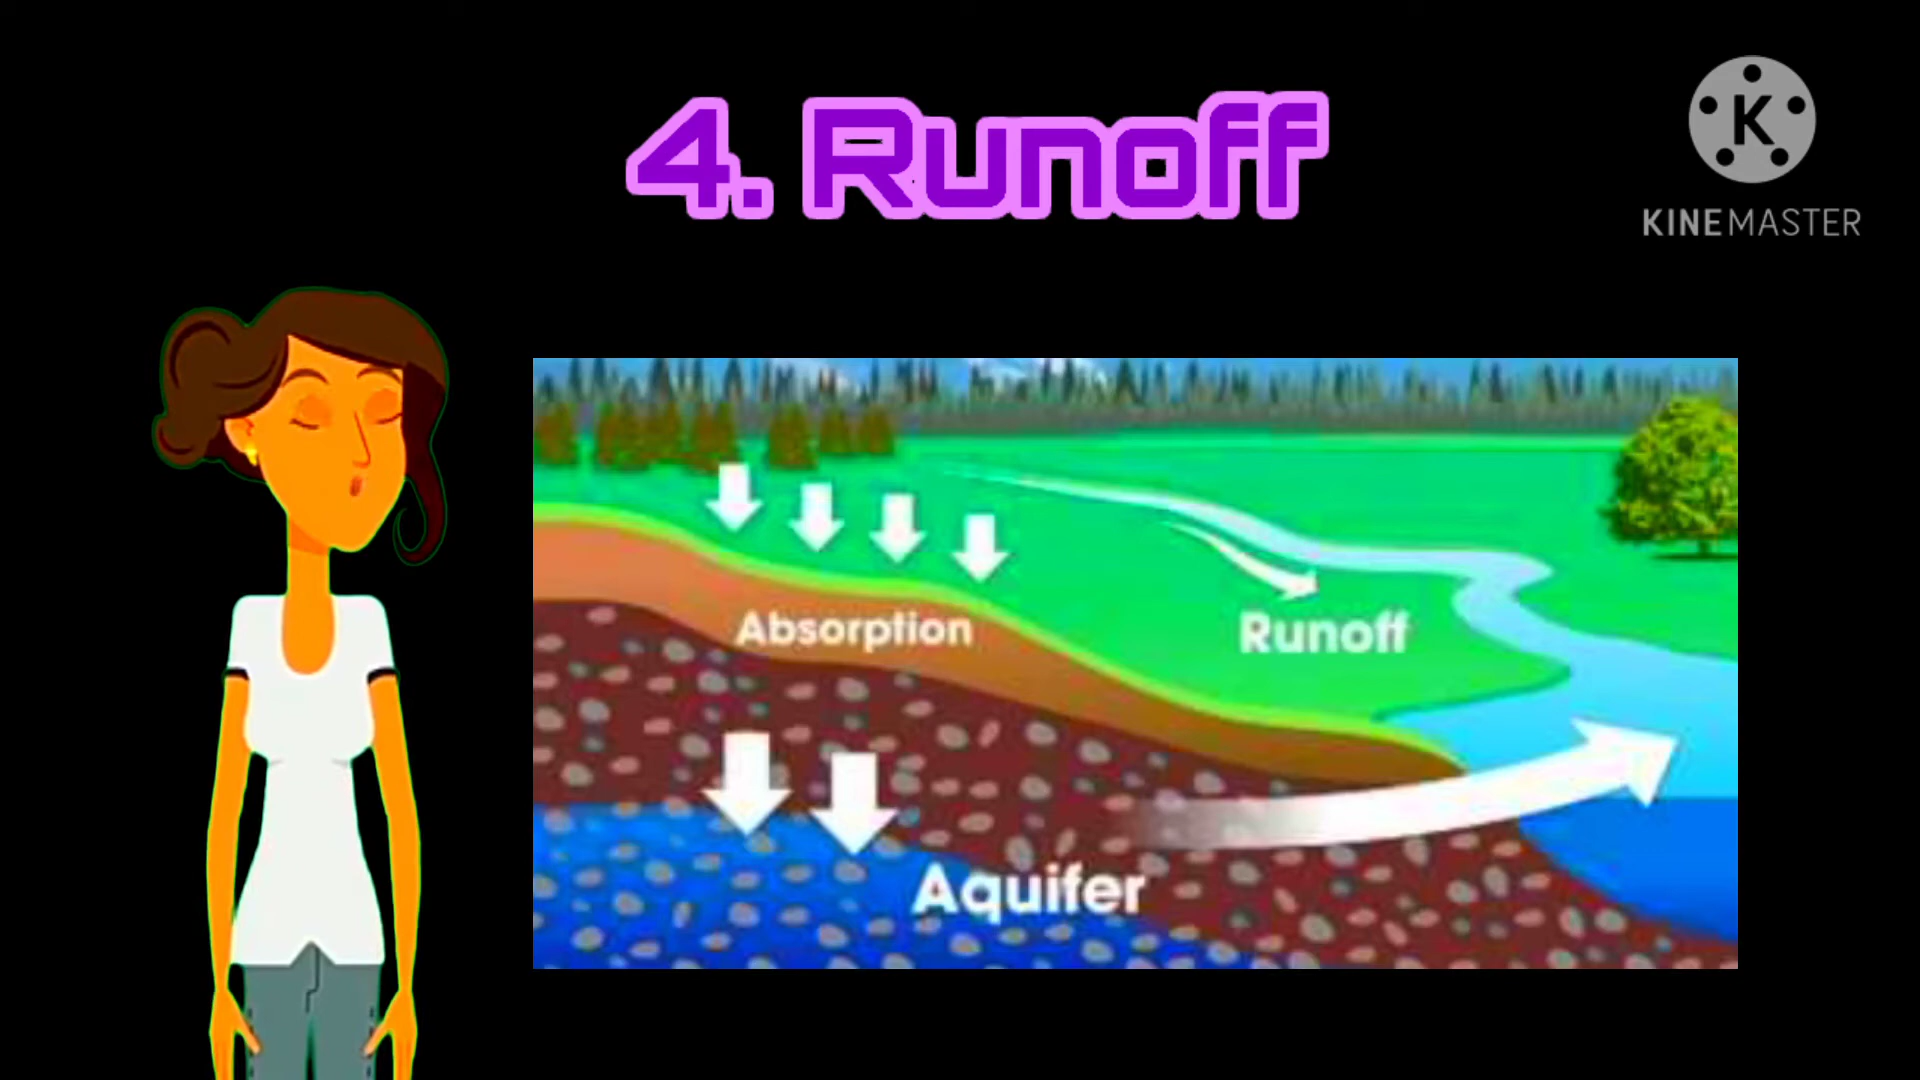 4. Runoff
K
KINEMASTER
Absorption
Runoff
Aquifer